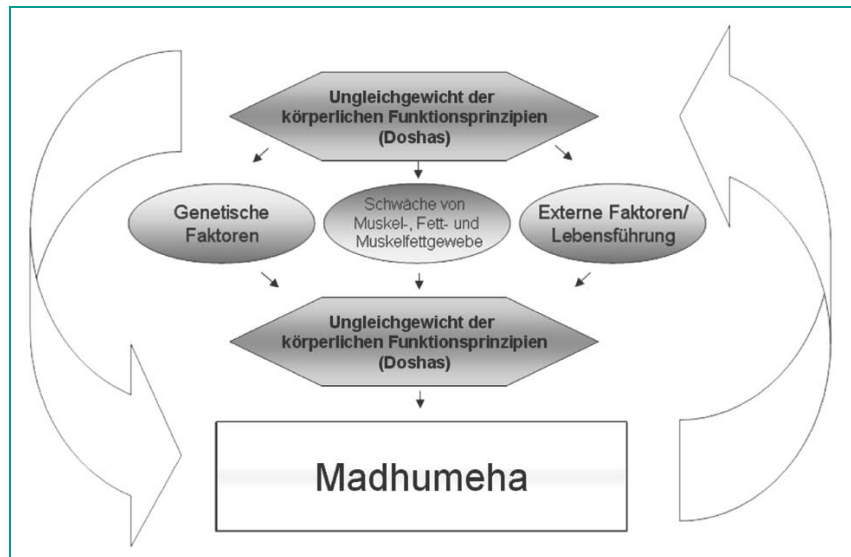 Ungleichgewicht der
körperlichen Funktionsprinzipien
(Doshas)
Genetische
Faktoren
Schwäche von
Muskel-, Fett- und
Muskelfettgewebe
Externe Faktoren/
Lebensführung
Ungleichgewicht der
körperlichen Funktionsprinzipien
(Doshas)
Madhumeha